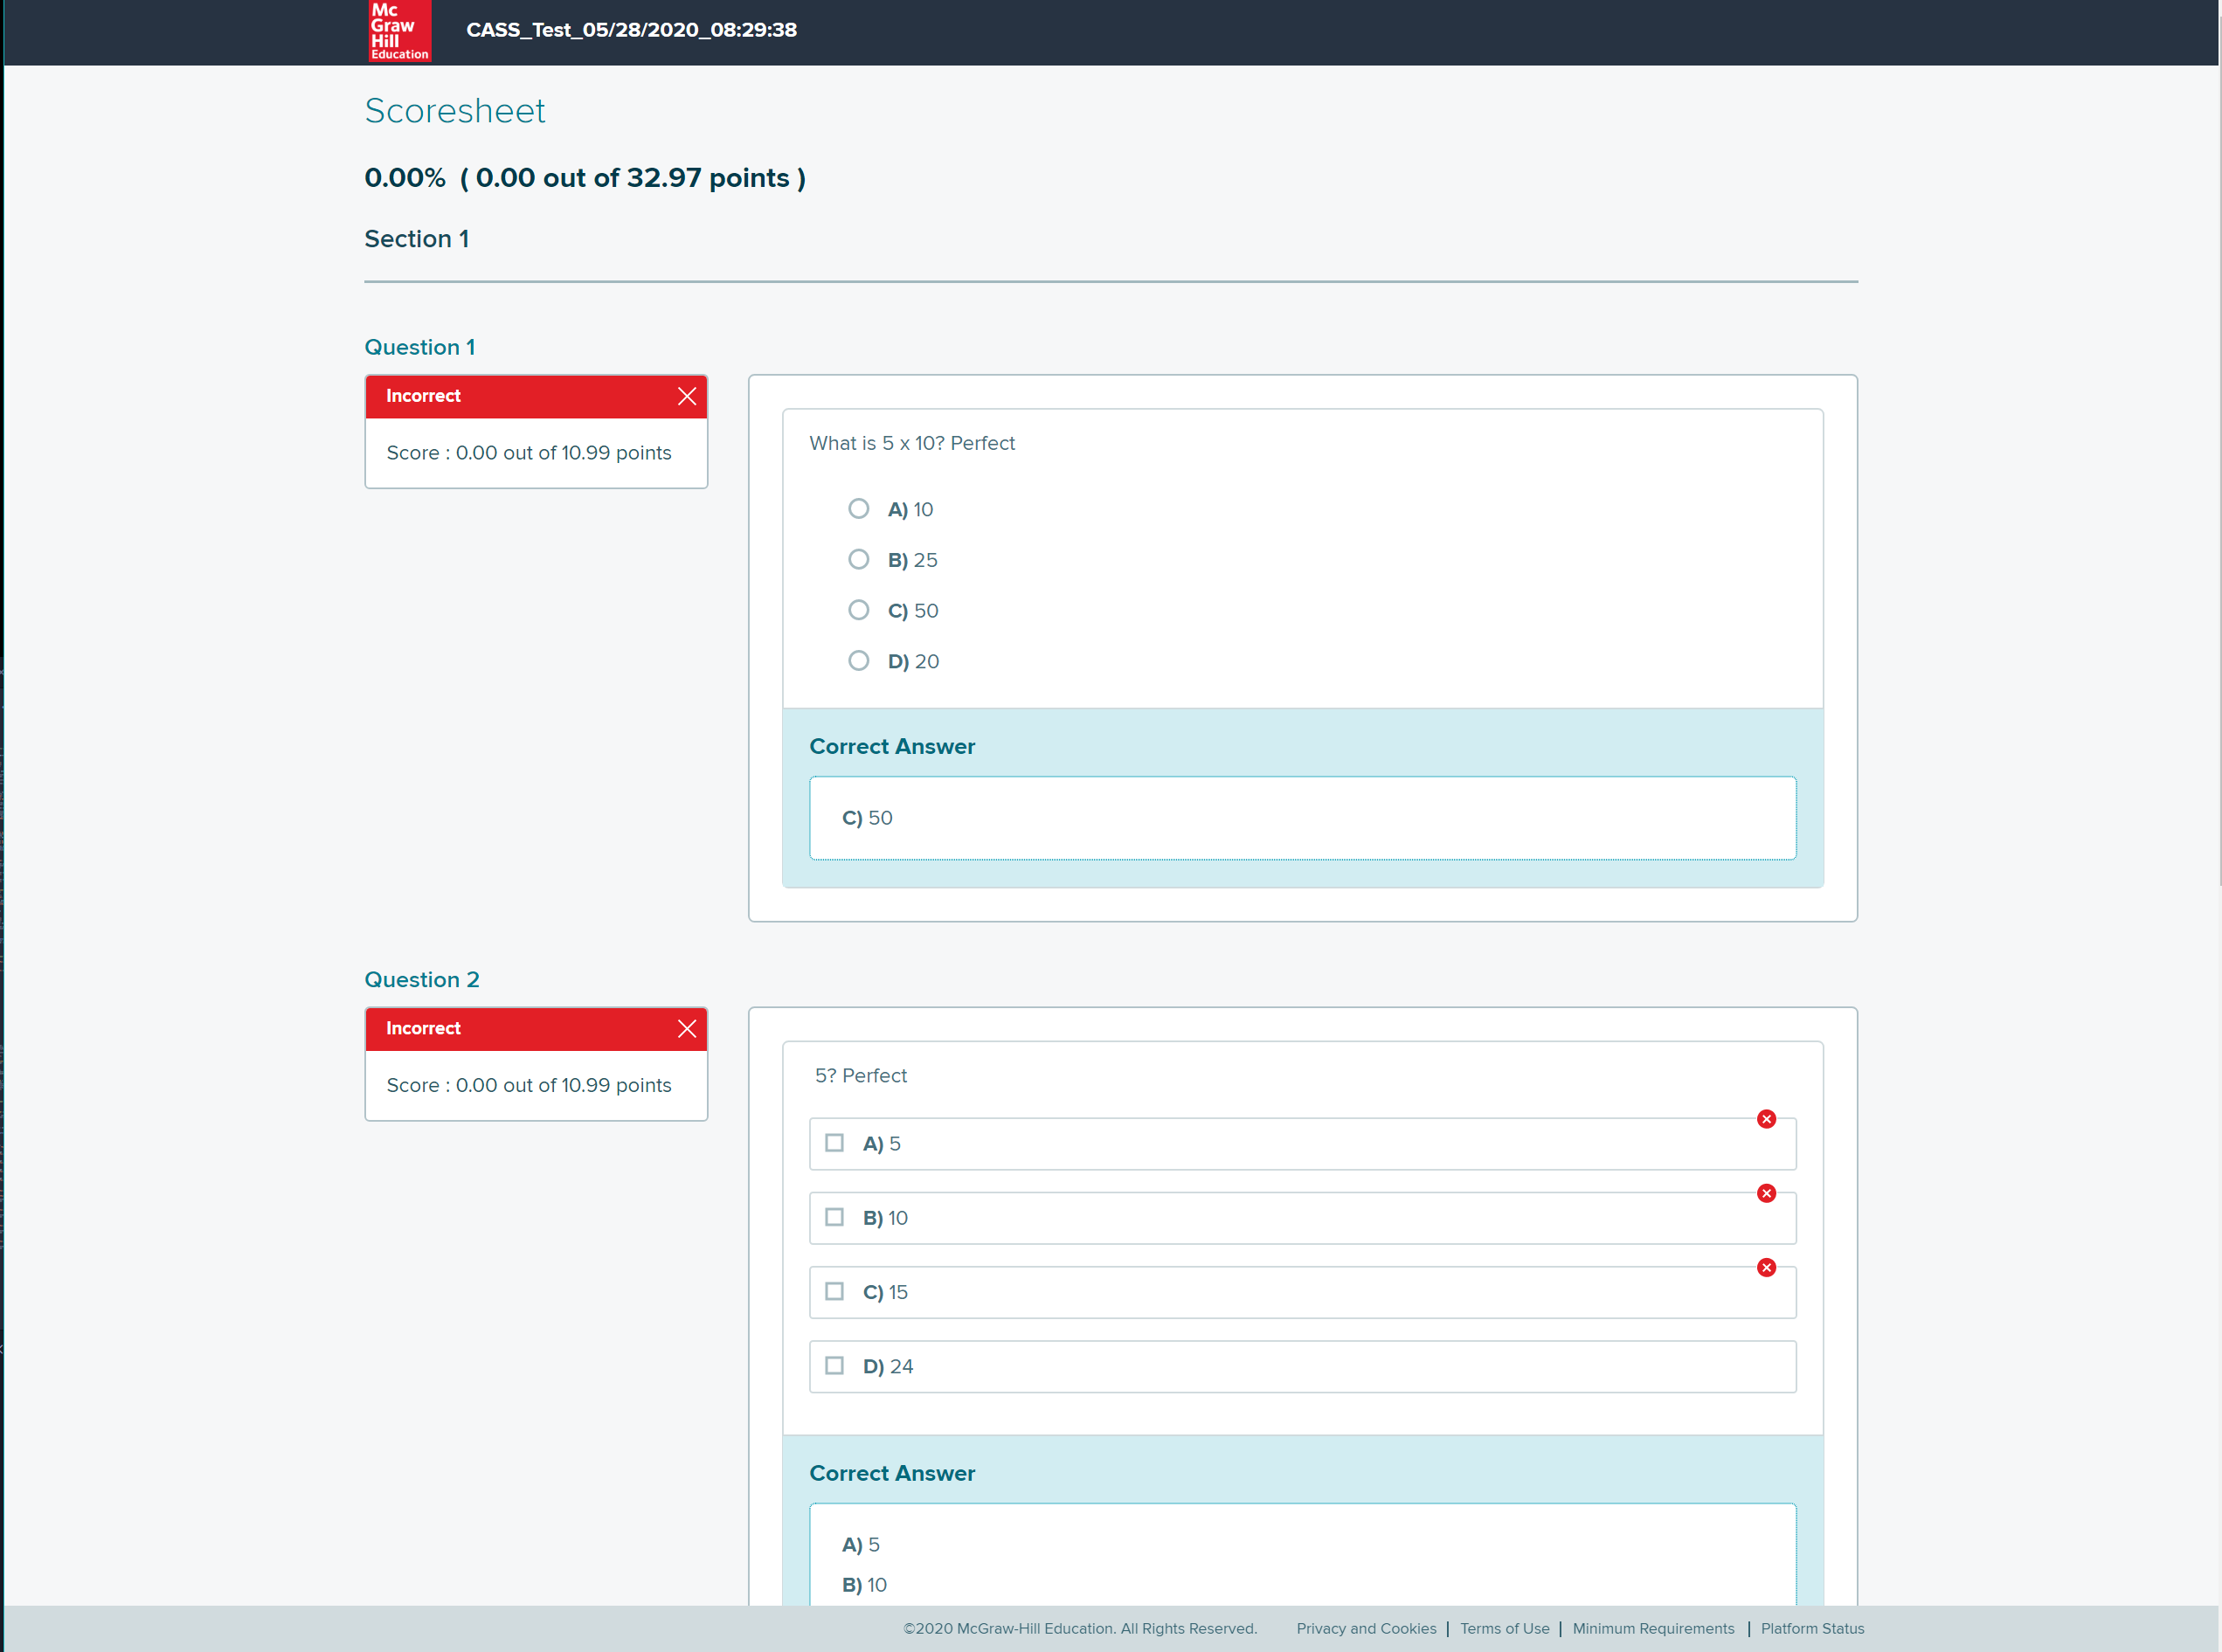 Mc
Graw
Hill
Education
CASS_Test_05/28/2020_08:29:38
Scoresheet
0.00% ( 0.00 out of 32.97 points )
Section 1
Question 1
Incorrect
Score : 0.00 out of 10.99 points
What is 5 x 10? Perfect
A) 10
B) 25
C) 50
D) 20
Correct Answer
C) 50
Question 2
Incorrect
Score : 0.00 out of 10.99 points
5? Perfect
A) 5
B) 10
C) 15
D) 24
Correct Answer
A) 5
B) 10
©2020 McGraw-Hill Education. All Rights Reserved. Privacy and Cookies | Terms of Use | Minimum Requirements | Platform Status